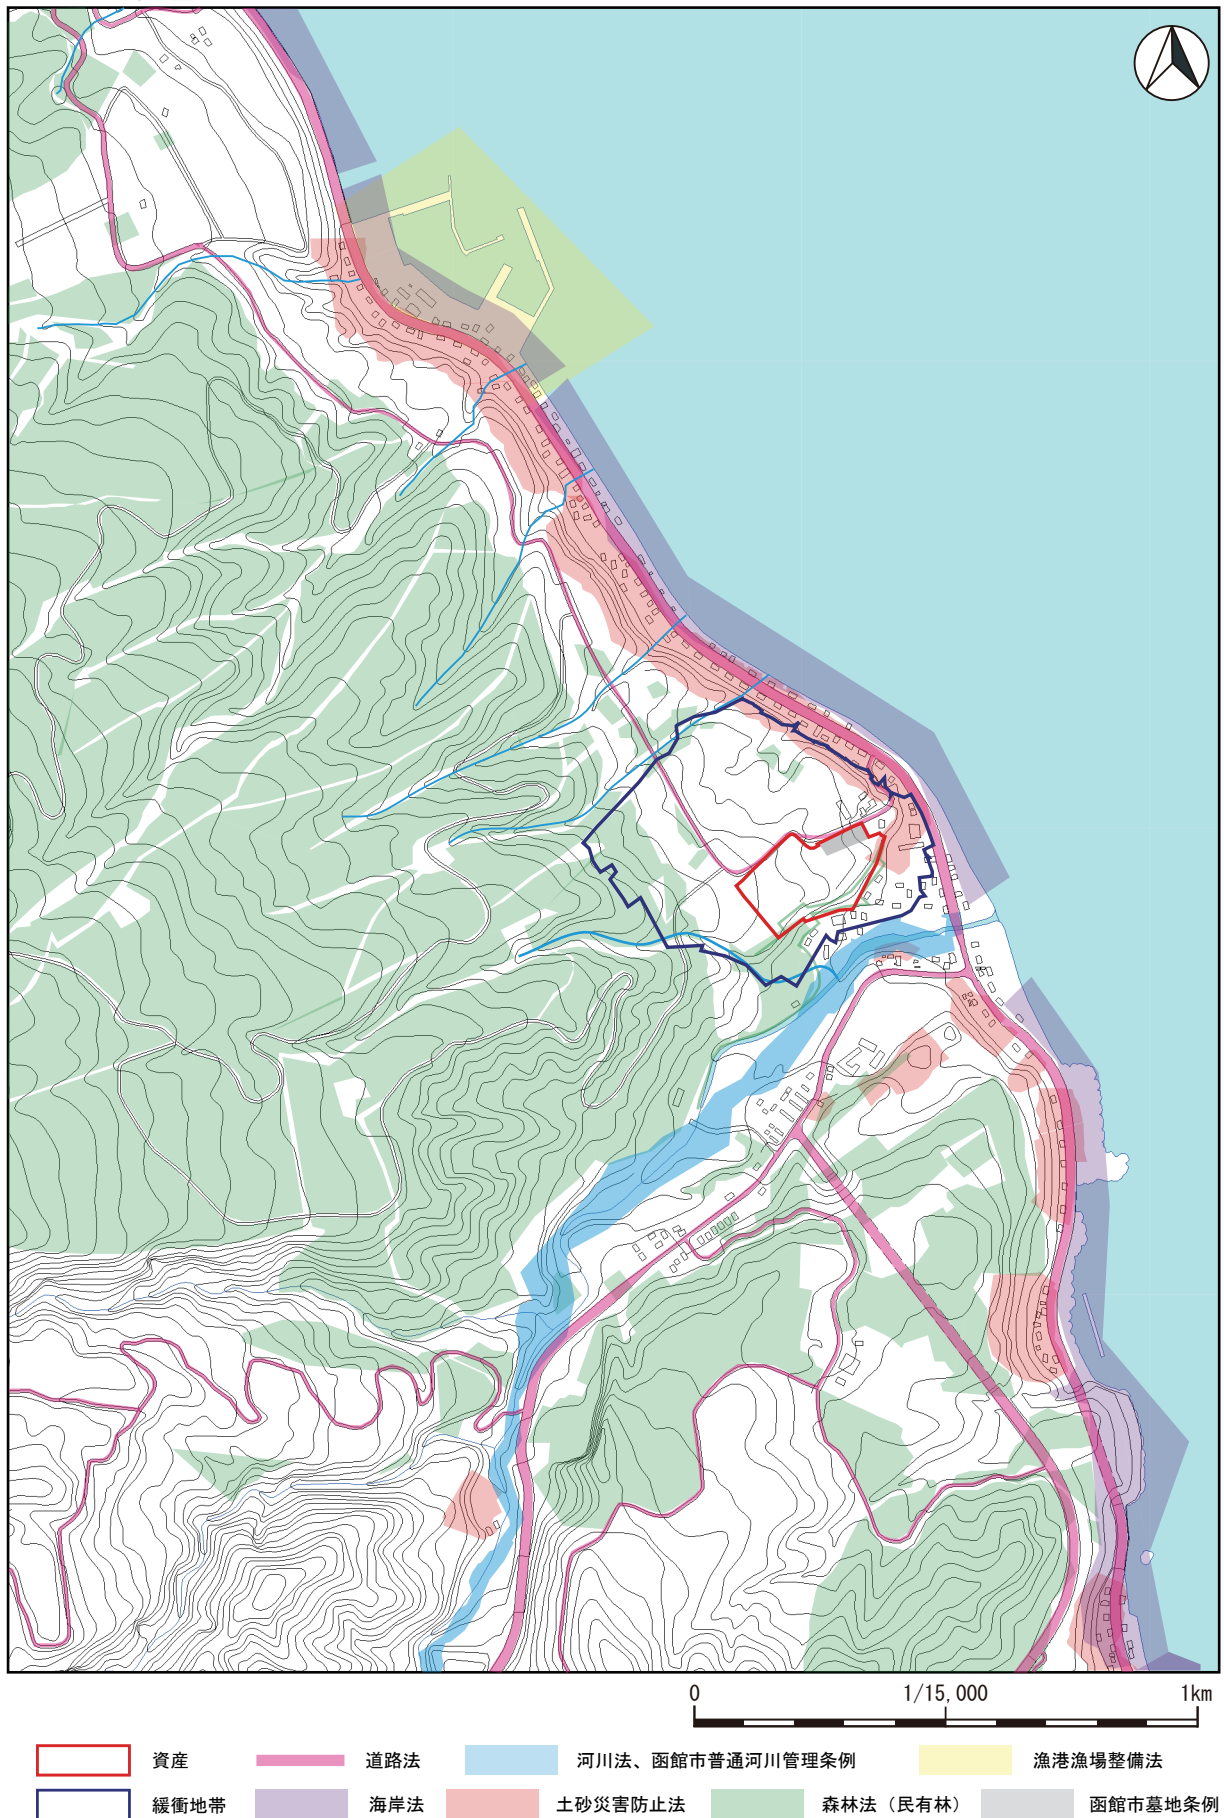 0 1/15,000 1km
資産 道路法 河川法、函館市普通河川管理条例 漁港漁場整備法
緩衝地帯 海岸法 土砂災害防止法 森林法（民有林） 函館市墓地条例